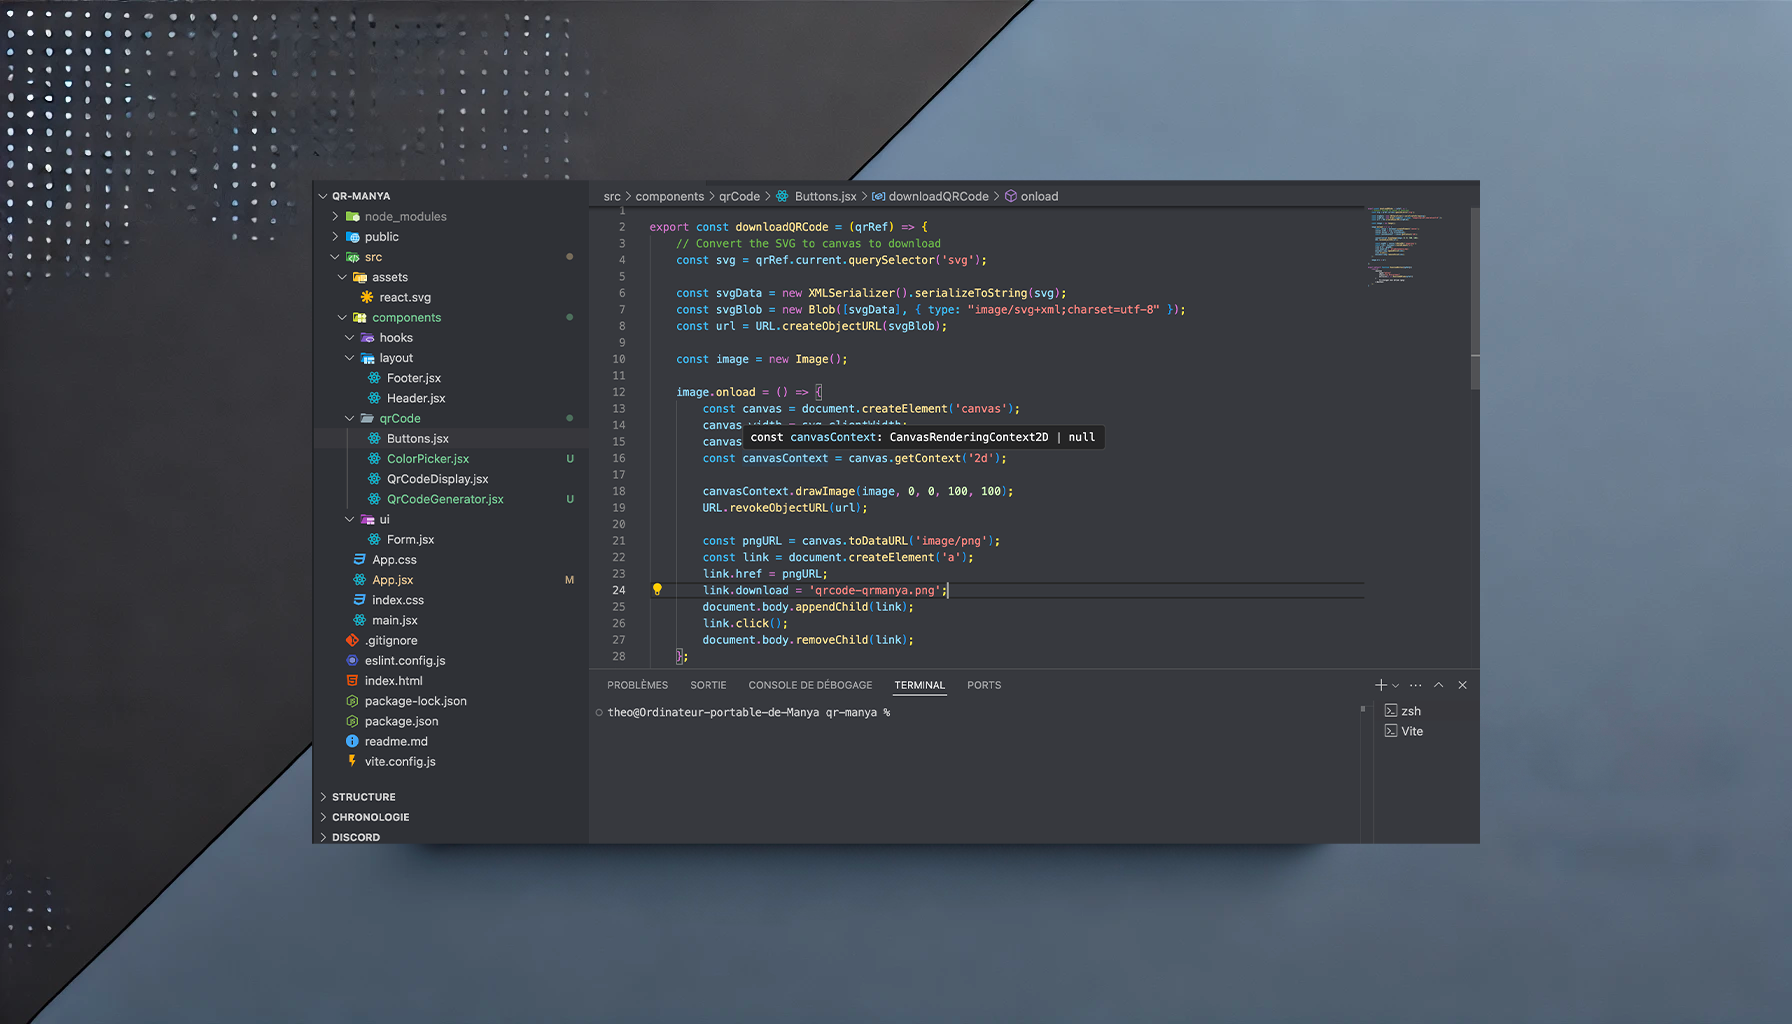 QR-MANYA
node_modules
public
src
assets
react.svg
components
hooks
layout
Footer.jsx
Header.jsx
qrCode
Buttons.jsx
ColorPicker.jsx U
QrCodeDisplay.jsx
QrCodeGenerator.jsx U
ui
Form.jsx
App.css
App.jsx M
index.css
main.jsx
.gitignore
eslint.config.js
index.html
package-lock.json
package.json
readme.md
vite.config.js
STRUCTURE
CHRONOLOGIE
DISCORD
src > components > qrCode > Buttons.jsx > downloadQRCode > onload
1
2 export const downloadQRCode = (qrRef) => {
3 // Convert the SVG to canvas to download
4 const svg = qrRef.current.querySelector('svg');
5
6 const svgData = new XMLSerializer().serializeToString(svg);
7 const svgBlob = new Blob([svgData], { type: "image/svg+xml;charset=utf-8" });
8 const url = URL.createObjectURL(svgBlob);
9
10 const image = new Image();
11
12 image.onload = () => {
13 const canvas = document.createElement('canvas');
14 canvas.width = svg.clientWidth;
15 canvas
const canvasContext: CanvasRenderingContext2D | null
16 const canvasContext = canvas.getContext('2d');
17
18 canvasContext.drawImage(image, 0, 0, 100, 100);
19 URL.revokeObjectURL(url);
20
21 const pngURL = canvas.toDataURL('image/png');
22 const link = document.createElement('a');
23 link.href = pngURL;
24 link.download = 'qrcode-qrmanya.png';
25 document.body.appendChild(link);
26 link.click();
27 document.body.removeChild(link);
28 };
PROBLÈMES SORTIE CONSOLE DE DÉBOGAGE TERMINAL PORTS
theo@Ordinateur-portable-de-Manya qr-manya %
zsh
Vite